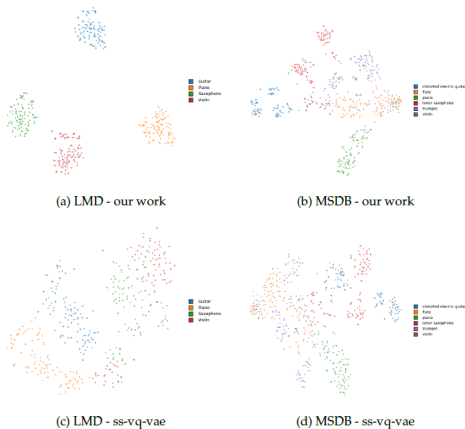 Guitar
Piano
Saxophone
Violin
distorted electric guitar
flute
piano
tenor saxophone
trumpet
violin
(a) LMD - our work
(b) MSDB - our work
Guitar
Piano
Saxophone
Violin
distorted electric guitar
flute
piano
tenor saxophone
trumpet
violin
(c) LMD - ss-vq-vae
(d) MSDB - ss-vq-vae